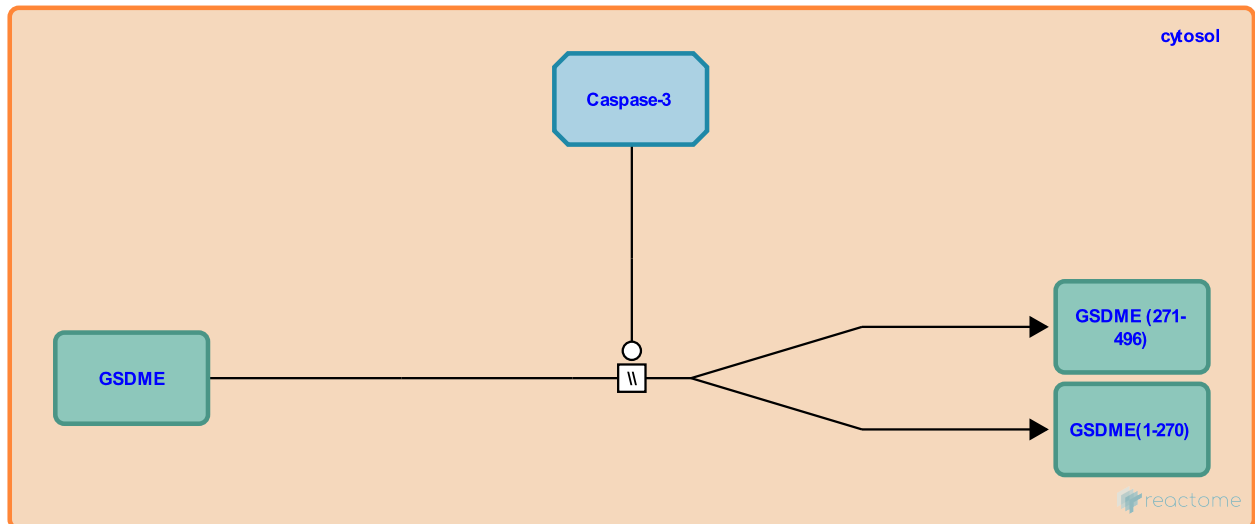 cytosol
Caspase-3
GSDME (271-
496)
GSDME
\\
GSDME(1-270)
reactome